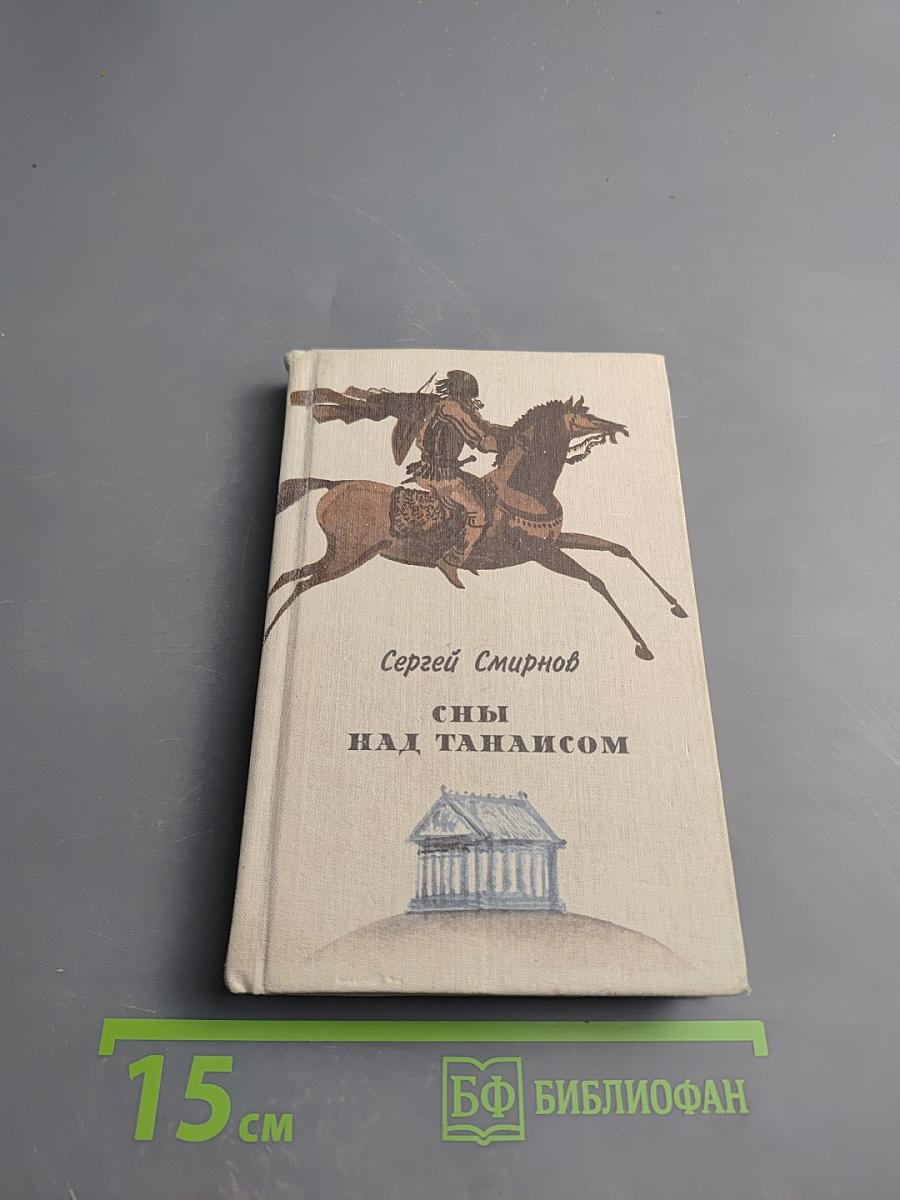 Сергей Смирнов
СНЫ
НАД ТАНАИСОМ
15 см
БФ БИБЛИОФАН